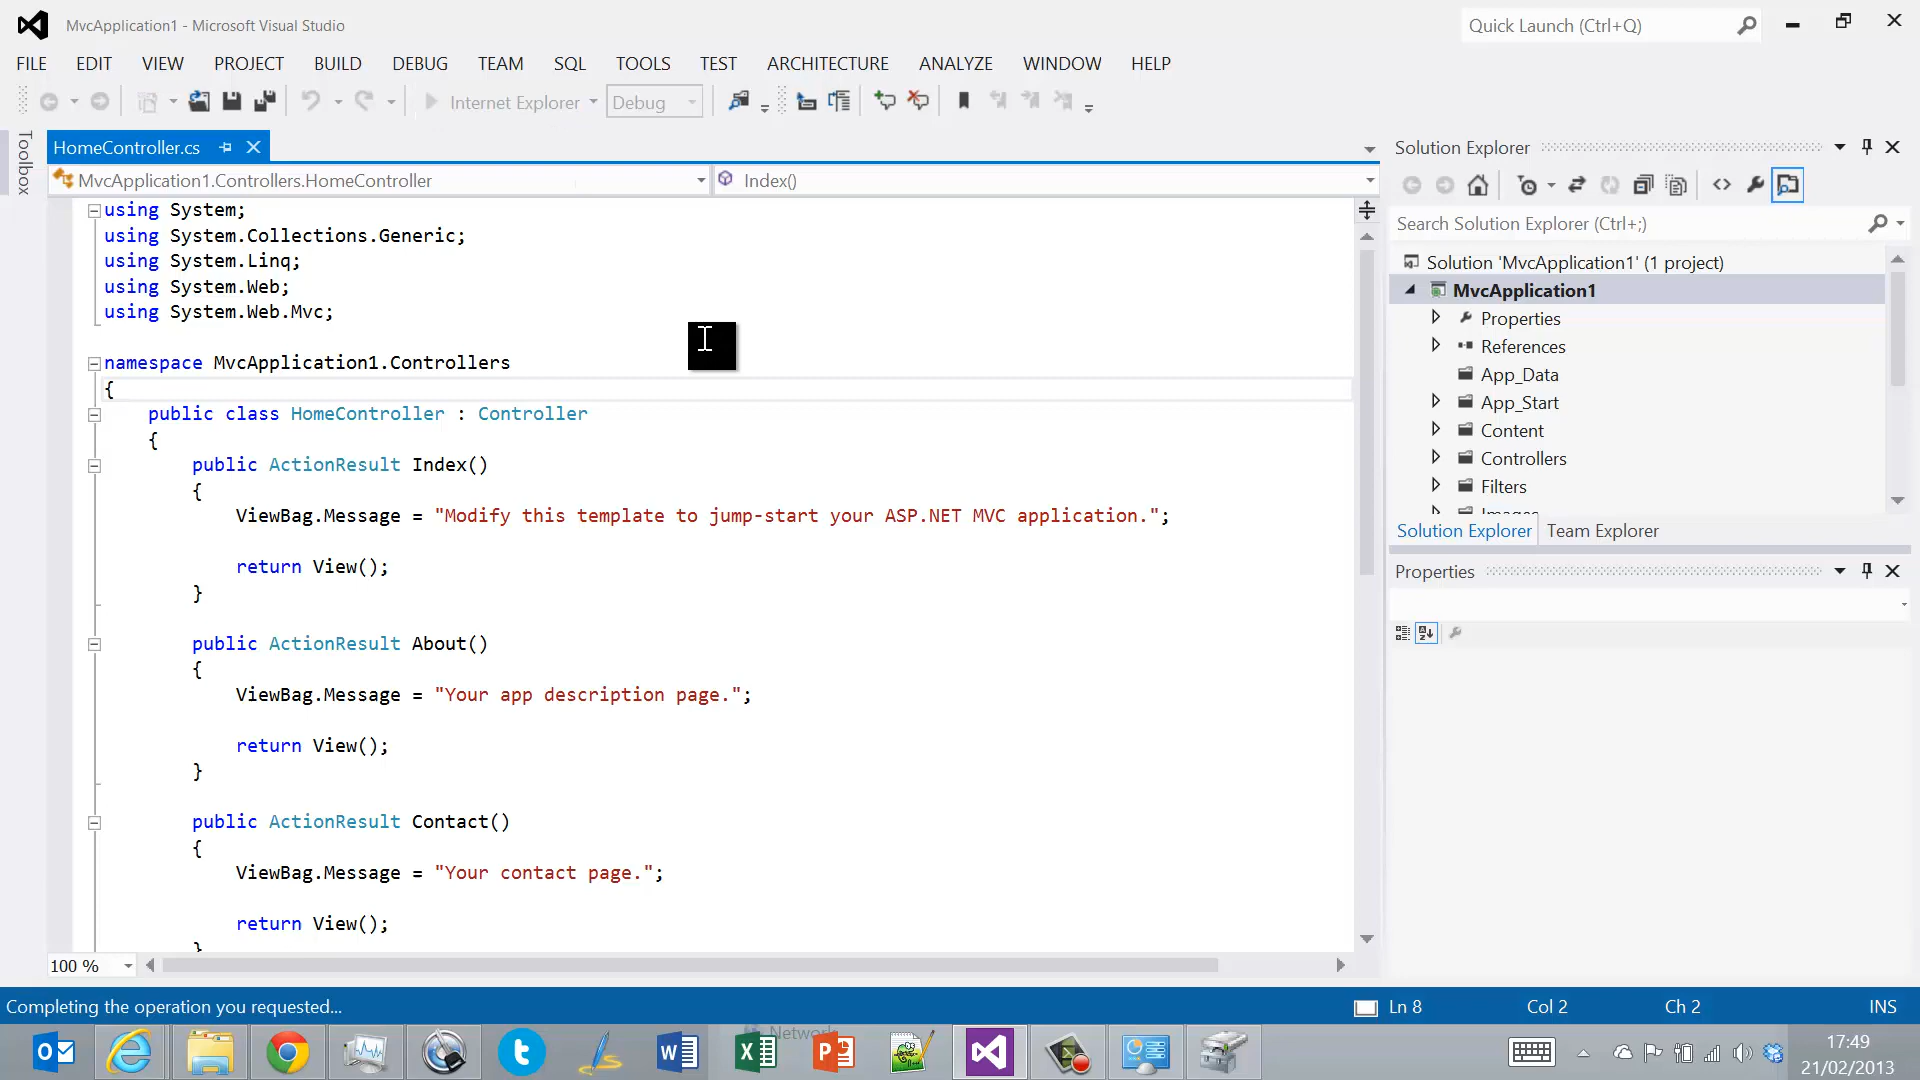 MvcApplication1 - Microsoft Visual Studio
Quick Launch (Ctrl+Q)
FILE EDIT VIEW PROJECT BUILD DEBUG TEAM SQL TOOLS TEST ARCHITECTURE ANALYZE WINDOW HELP
Internet Explorer Debug
Toolbox
HomeController.cs
MvcApplication1.Controllers.HomeController
Index()
using System;
using System.Collections.Generic;
using System.Linq;
using System.Web;
using System.Web.Mvc;
namespace MvcApplication1.Controllers
{
public class HomeController : Controller
{
public ActionResult Index()
{
ViewBag.Message = "Modify this template to jump-start your ASP.NET MVC application.";
return View();
}
public ActionResult About()
{
ViewBag.Message = "Your app description page.";
return View();
}
public ActionResult Contact()
{
ViewBag.Message = "Your contact page.";
return View();
}
100 %
Solution Explorer
Search Solution Explorer (Ctrl+;)
Solution 'MvcApplication1' (1 project)
MvcApplication1
Properties
References
App_Data
App_Start
Content
Controllers
Filters
Images
Solution Explorer Team Explorer
Properties
Completing the operation you requested...
Ln 8 Col 2 Ch 2 INS
Network
17:49
21/02/2013